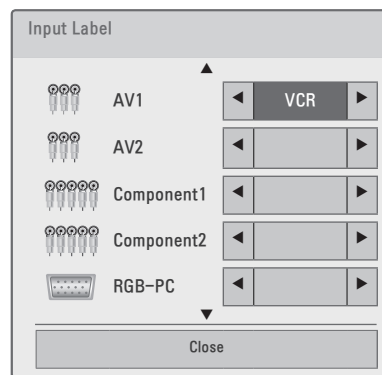 Input Label
AV1 VCR
AV2
Component1
Component2
RGB-PC
Close